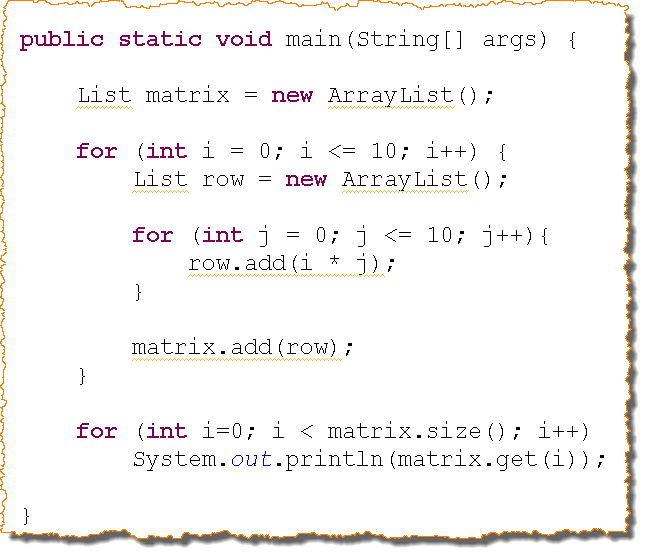 public static void main(String[] args) {
List matrix = new ArrayList();
for (int i = 0; i <= 10; i++) {
List row = new ArrayList();
for (int j = 0; j <= 10; j++){
row.add(i * j);
}
matrix.add(row);
}
for (int i=0; i < matrix.size(); i++)
System.out.println(matrix.get(i));
}